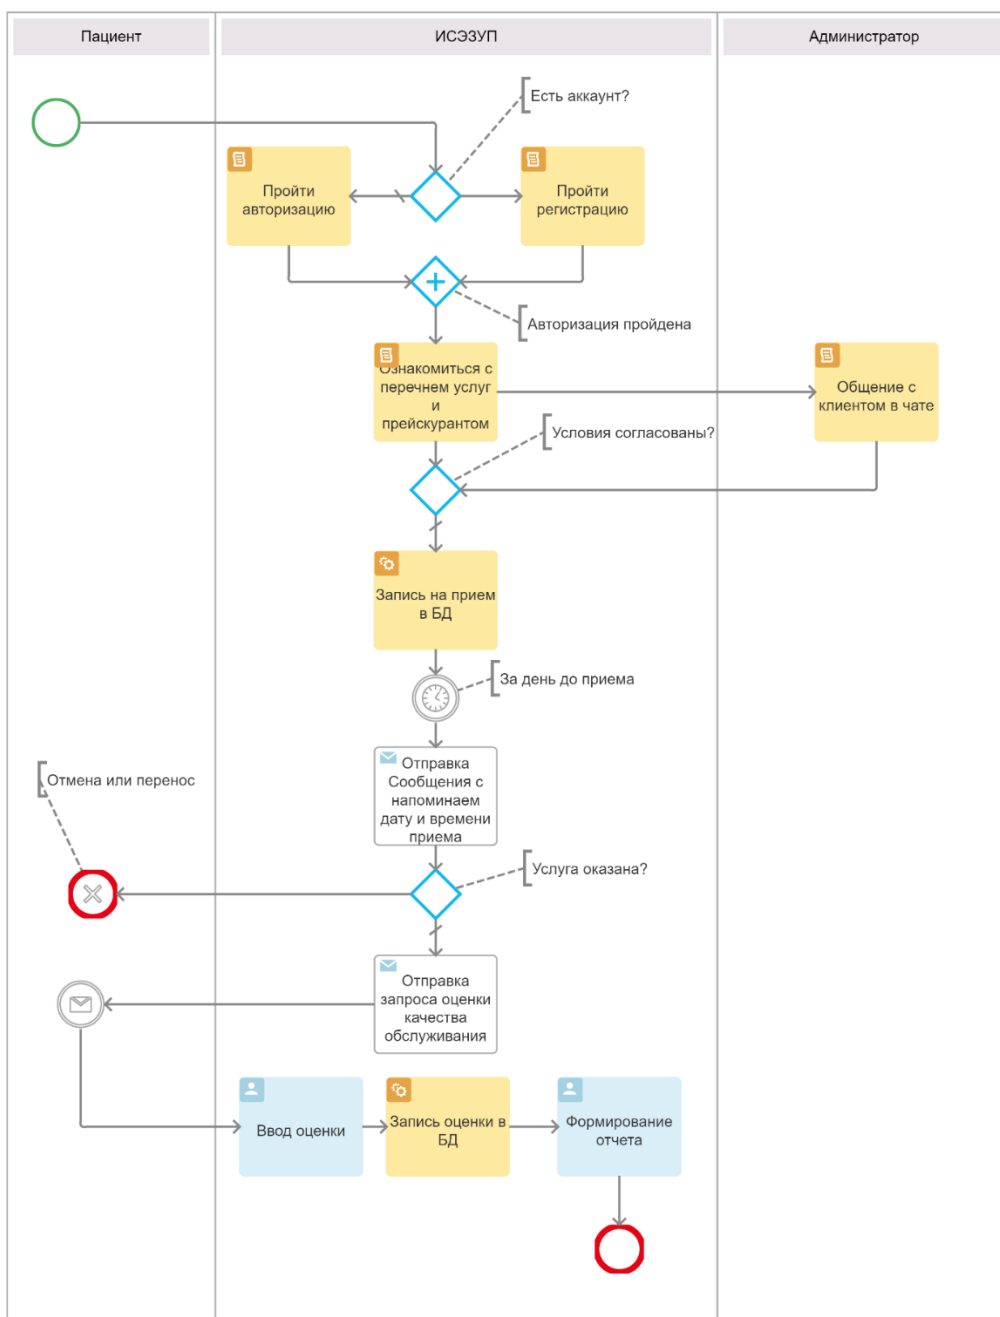 Пациент
ИСЭЗУП
Администратор
Есть аккаунт?
Пройти
авторизацию
Пройти
регистрацию
Авторизация пройдена
Ознакомиться с
перечнем услуг
и
прейскурантом
Общение с
клиентом в чате
Условия согласованы?
Запись на прием
в БД
За день до приема
Отправка
Сообщения с
напоминаем
дату и времени
приема
Отмена или перенос
Услуга оказана?
Отправка
запроса оценки
качества
обслуживания
Ввод оценки
Запись оценки в
БД
Формирование
отчета